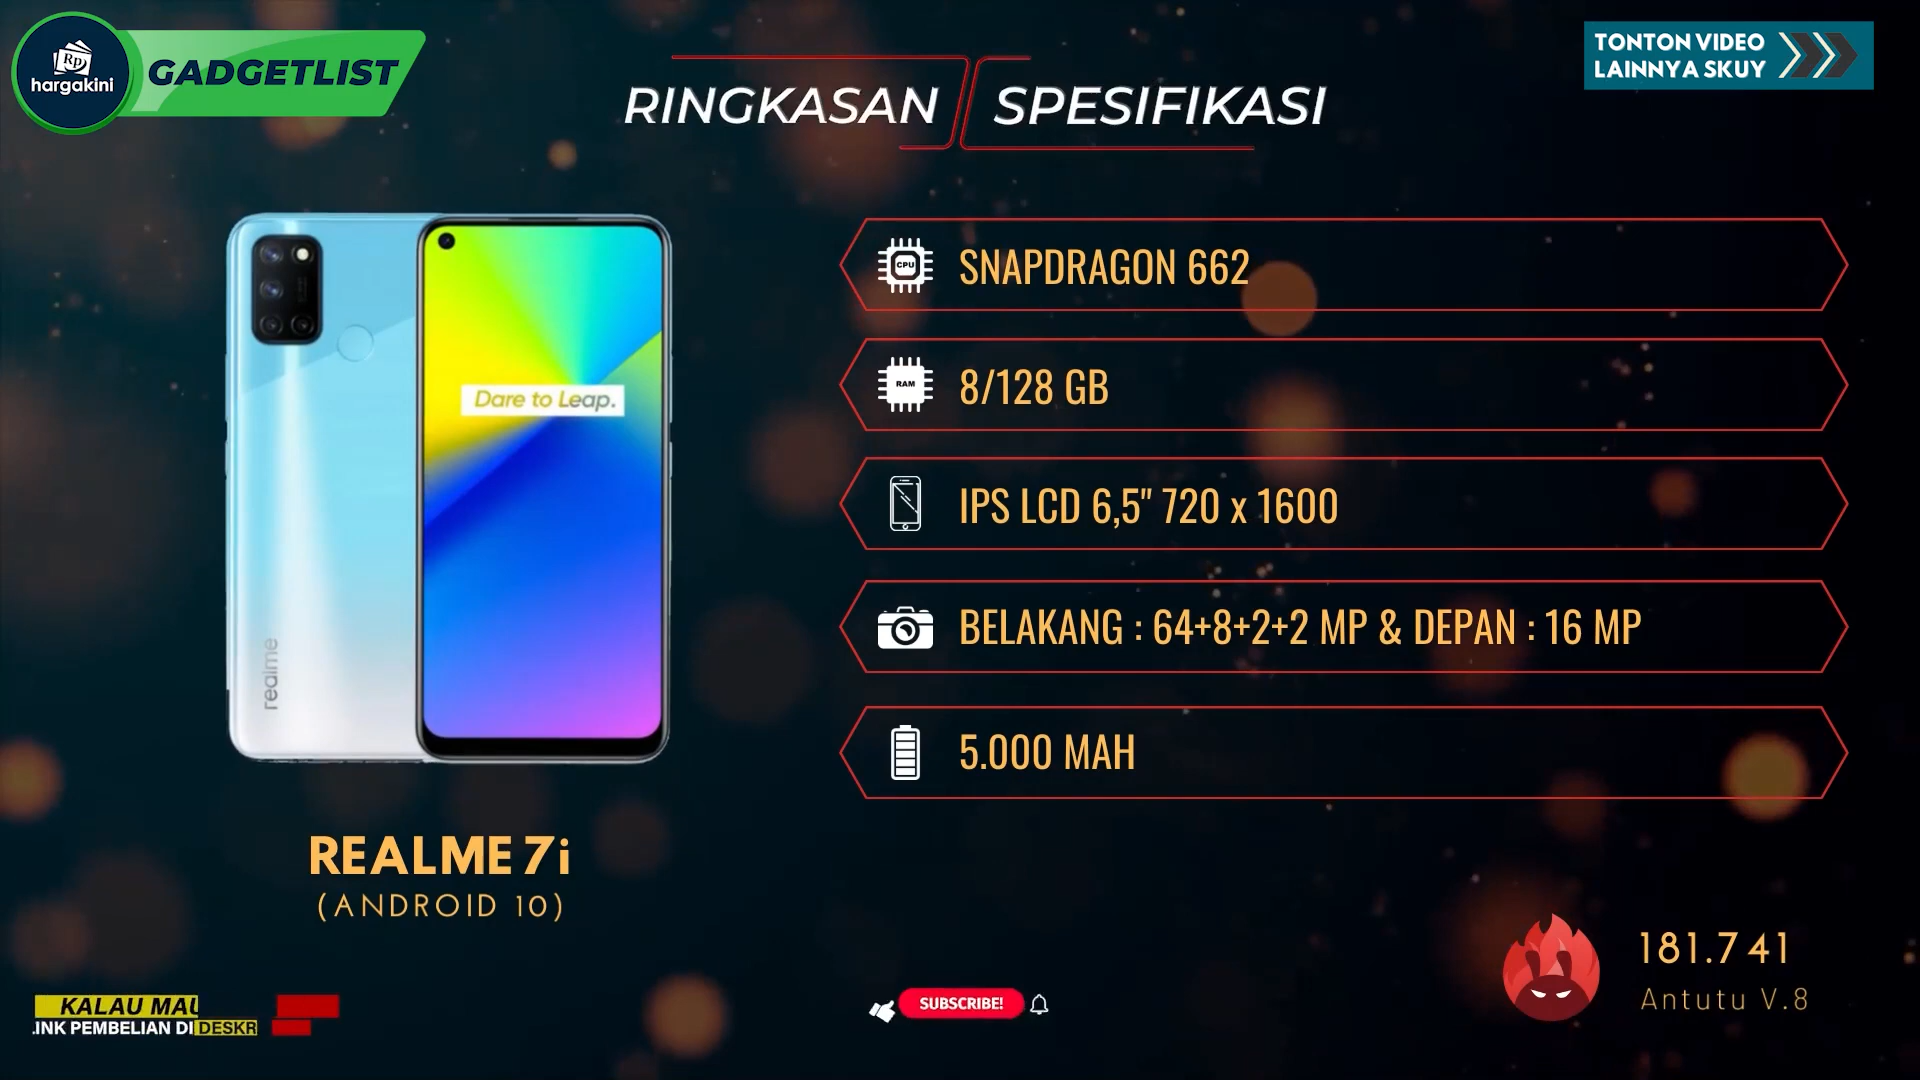 Rp
hargakini
GADGETLIST
RINGKASAN SPESIFIKASI
TONTON VIDEO
LAINNYA SKUY
CPU
SNAPDRAGON 662
RAM
8/128 GB
Dare to Leap.
IPS LCD 6,5" 720 x 1600
BELAKANG : 64+8+2+2 MP & DEPAN : 16 MP
realme
5.000 MAH
REALME 7i
(ANDROID 10)
181.741
Antutu V.8
KALAU MAU
.INK PEMBELIAN DI DESKR
SUBSCRIBE!